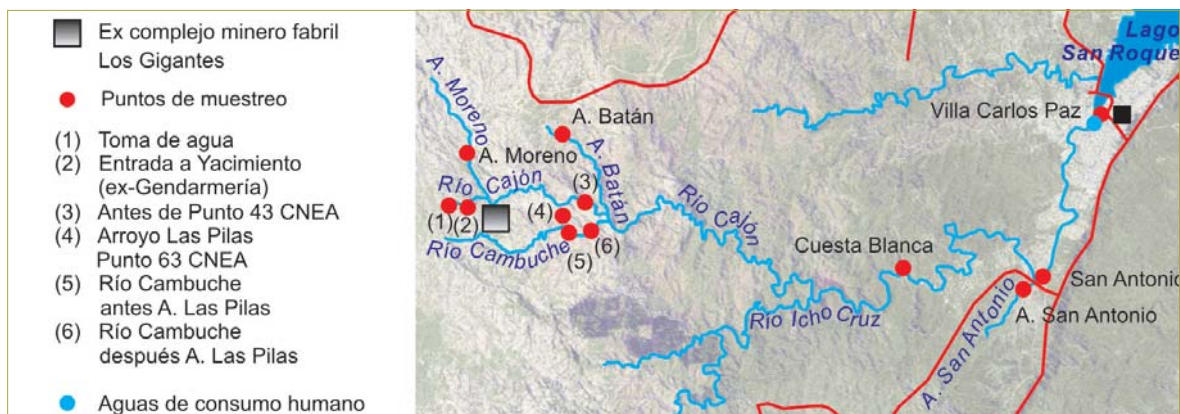 Ex complejo minero fabril
Los Gigantes
Puntos de muestreo
(1) Toma de agua
(2) Entrada a Yacimiento
(ex-Gendarmería)
(3) Antes de Punto 43 CNEA
(4) Arroyo Las Pilas
Punto 63 CNEA
(5) Río Cambuche
antes A. Las Pilas
(6) Río Cambuche
después A. Las Pilas
Aguas de consumo humano
Lago
San Roque
Villa Carlos Paz
A. Moreno
A. Batán
A. Moreno
A. Batán
Río Cajón
(3)
(1)
(2)
(4)
Río Cambuche
(5)
(6)
Río Cajón
Cuesta Blanca
Río Icho Cruz
San Antonio
A. San Antonio
A. San Antonio